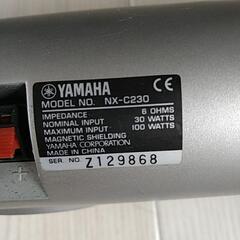 YAMAHA CE
MODEL NO. NX-C230
IMPEDANCE 6 OHMS
NOMINAL INPUT 30 WATTS
MAXIMUM INPUT 100 WATTS
MAGNETIC SHIELDING
YAMAHA CORPORATION
MADE IN CHINA
SER NO. Z129868
+